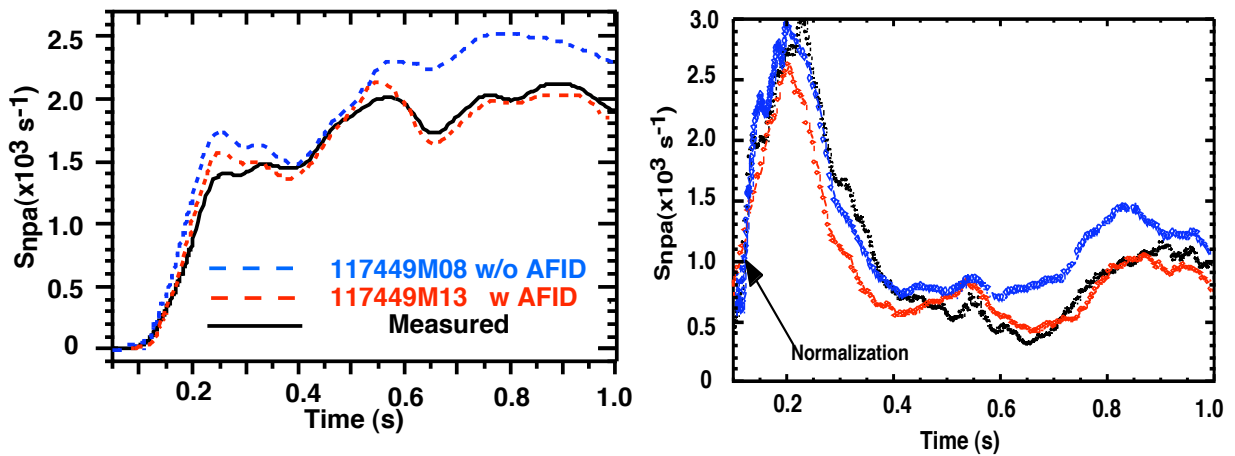 Snpa(x10³ s⁻¹)
2.5
2.0
1.5
1.0
0.5
0
117449M08 w/o AFID
117449M13 w AFID
Measured
0.2 0.4 0.6 0.8 1.0
Time (s)
Snpa(x10³ s⁻¹)
3.0
2.5
2.0
1.5
1.0
0.5
0
Normalization
0.2 0.4 0.6 0.8 1.0
Time (s)